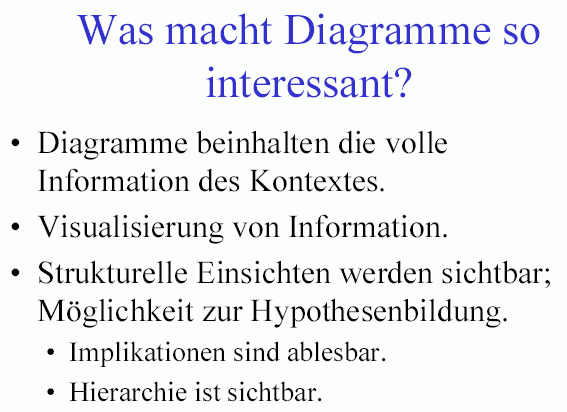 Was macht Diagramme so
interessant?
• Diagramme beinhalten die volle
Information des Kontextes.
• Visualisierung von Information.
• Strukturelle Einsichten werden sichtbar;
Möglichkeit zur Hypothesenbildung.
• Implikationen sind ablesbar.
• Hierarchie ist sichtbar.